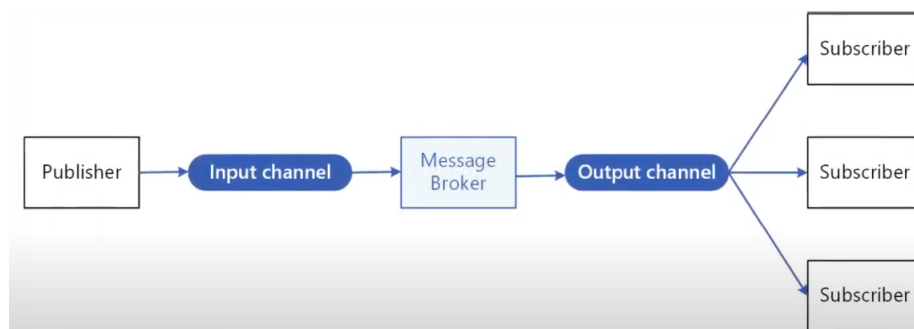 Subscriber
Publisher
Input channel
Message
Broker
Output channel
Subscriber
Subscriber